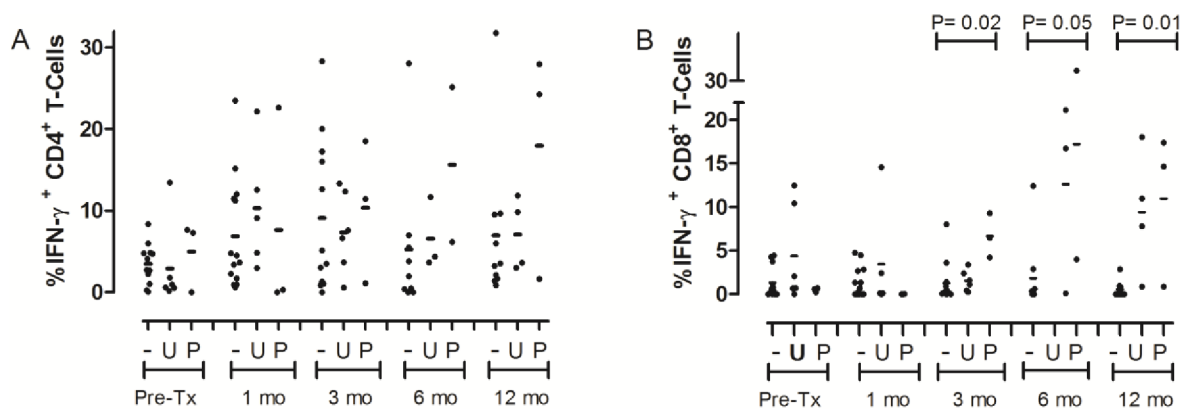 A
%IFN-γ + CD4+ T-Cells
30
20
10
0
- U P - U P - U P - U P - U P
Pre-Tx 1 mo 3 mo 6 mo 12 mo
B
P= 0.02 P= 0.05 P= 0.01
%IFN-γ + CD8+ T-Cells
30
20
15
10
5
0
- U P - U P - U P - U P - U P
Pre-Tx 1 mo 3 mo 6 mo 12 mo